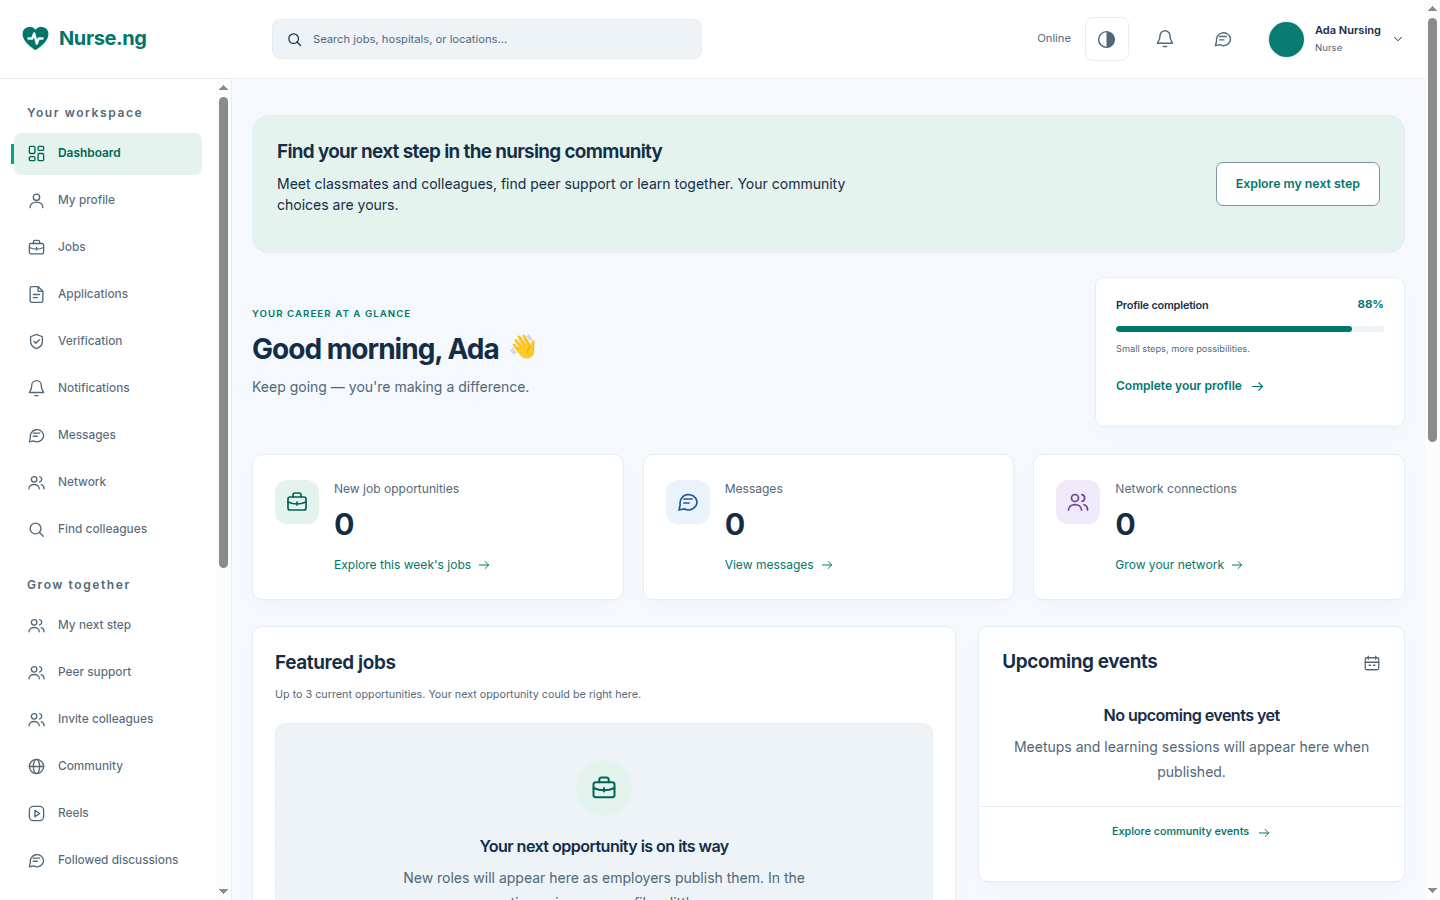 Nurse.ng
Search jobs, hospitals, or locations...
Online
Ada Nursing
Nurse
Your workspace
Dashboard
My profile
Jobs
Applications
Verification
Notifications
Messages
Network
Find colleagues
Grow together
My next step
Peer support
Invite colleagues
Community
Reels
Followed discussions
Find your next step in the nursing community
Meet classmates and colleagues, find peer support or learn together. Your community
choices are yours.
Explore my next step
YOUR CAREER AT A GLANCE
Good morning, Ada 👋
Keep going — you're making a difference.
Profile completion 88%
Small steps, more possibilities.
Complete your profile →
New job opportunities
0
Explore this week's jobs →
Messages
0
View messages →
Network connections
0
Grow your network →
Featured jobs
Up to 3 current opportunities. Your next opportunity could be right here.
Your next opportunity is on its way
New roles will appear here as employers publish them. In the
Upcoming events
No upcoming events yet
Meetups and learning sessions will appear here when
published.
Explore community events →